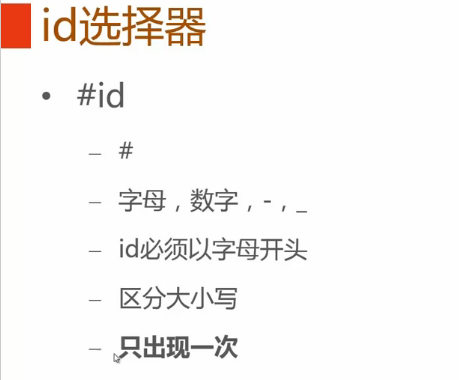 id选择器
• #id
– #
– 字母，数字，-，_
– id必须以字母开头
– 区分大小写
– 只出现一次